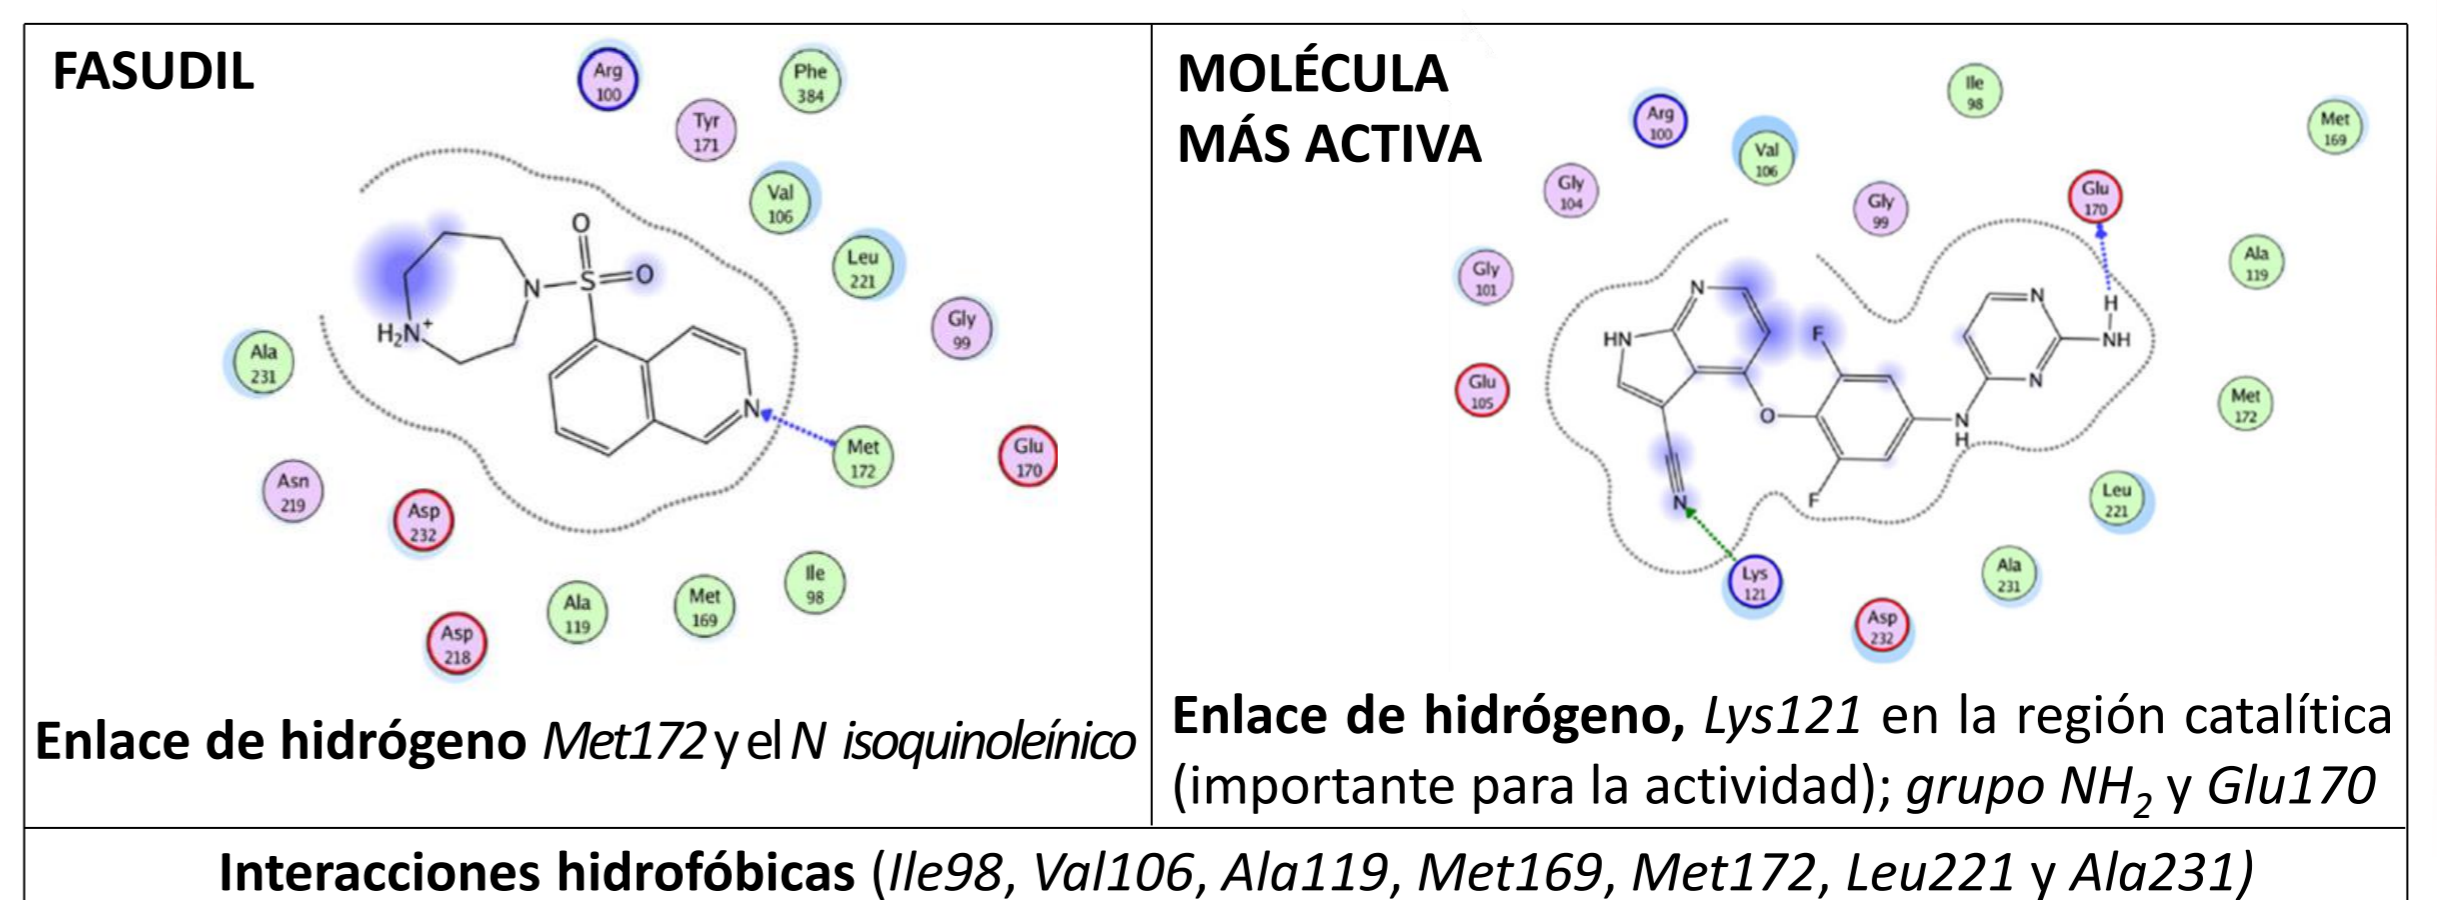 FASUDIL
Arg
100
Phe
384
Tyr
171
Val
106
Leu
221
Gly
99
O
N
S
O
H₂N⁺
Ala
231
N
Met
172
Glu
170
Asn
219
Asp
232
Ala
119
Met
169
Ile
98
Asp
218
Enlace de hidrógeno Met172 y el N isoquinoleínico
MOLÉCULA
MÁS ACTIVA
Ile
98
Arg
100
Met
169
Val
106
Gly
104
Gly
99
Glu
170
Gly
101
Ala
119
N
HN
F
N
H
NH
N
Glu
105
O
N
H
Met
172
N
F
Leu
221
Lys
121
Ala
231
Asp
232
Enlace de hidrógeno, Lys121 en la región catalítica
(importante para la actividad); grupo NH₂ y Glu170
Interacciones hidrofóbicas (Ile98, Val106, Ala119, Met169, Met172, Leu221 y Ala231)